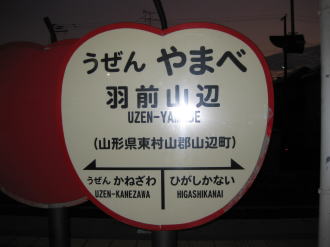 うぜん やまべ
羽前山辺
UZEN-YAMABE
(山形県東村山郡山辺町)
うぜん かねざわ ひがしかない
UZEN-KANEZAWA HIGASHIKANAI